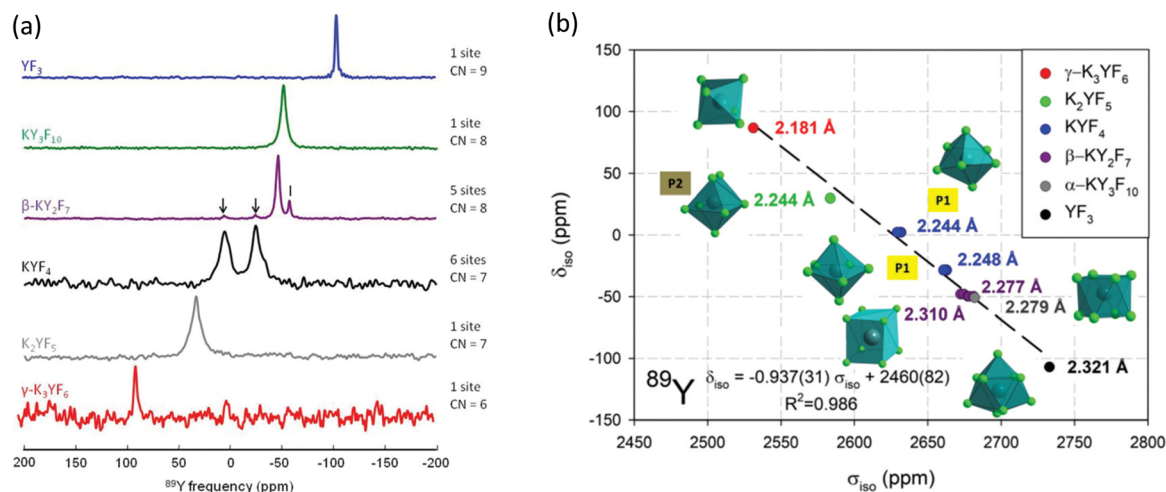 (a)
YF₃
1 site
CN = 9
KY₃F₁₀
1 site
CN = 8
β-KY₂F₇
5 sites
CN = 8
KYF₄
6 sites
CN = 7
K₂YF₅
1 site
CN = 7
γ-K₃YF₆
1 site
CN = 6
200 150 100 50 0 -50 -100 -150 -200
⁸⁹Y frequency (ppm)
(b)
150
100
50
0
-50
-100
-150
δiso (ppm)
γ−K₃YF₆
K₂YF₅
KYF₄
β−KY₂F₇
α−KY₃F₁₀
YF₃
2.181 Å
P2
2.244 Å
P1
2.244 Å
P1
2.248 Å
2.277 Å
2.310 Å
2.279 Å
2.321 Å
⁸⁹Y
δiso = -0.937(31) σiso + 2460(82)
R²=0.986
2450 2500 2550 2600 2650 2700 2750 2800
σiso (ppm)